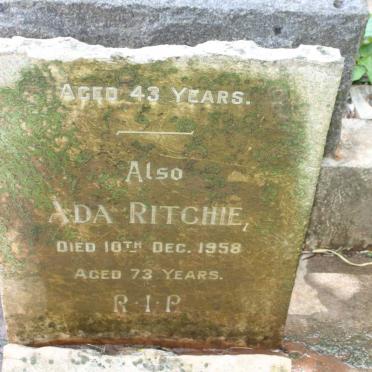 AGED 43 YEARS.
ALSO
ADA RITCHIE,
DIED 10TH DEC. 1958
AGED 73 YEARS.
R·I·P